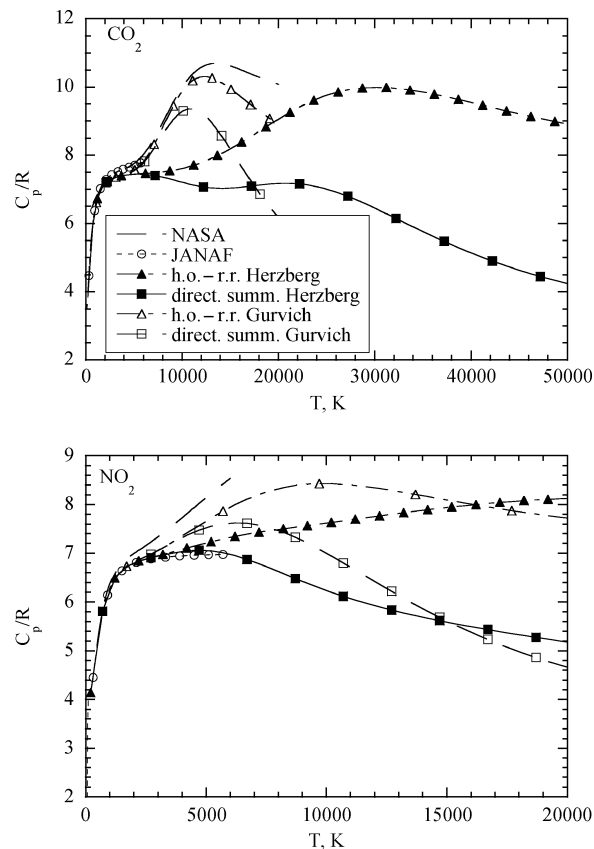 12
CO2
10
8
6
4
2
Cp/R
NASA
JANAF
h.o.– r.r. Herzberg
direct. summ. Herzberg
h.o.– r.r. Gurvich
direct. summ. Gurvich
0 10000 20000 30000 40000 50000
T, K
9
NO2
8
7
6
5
4
3
2
Cp/R
0 5000 10000 15000 20000
T, K